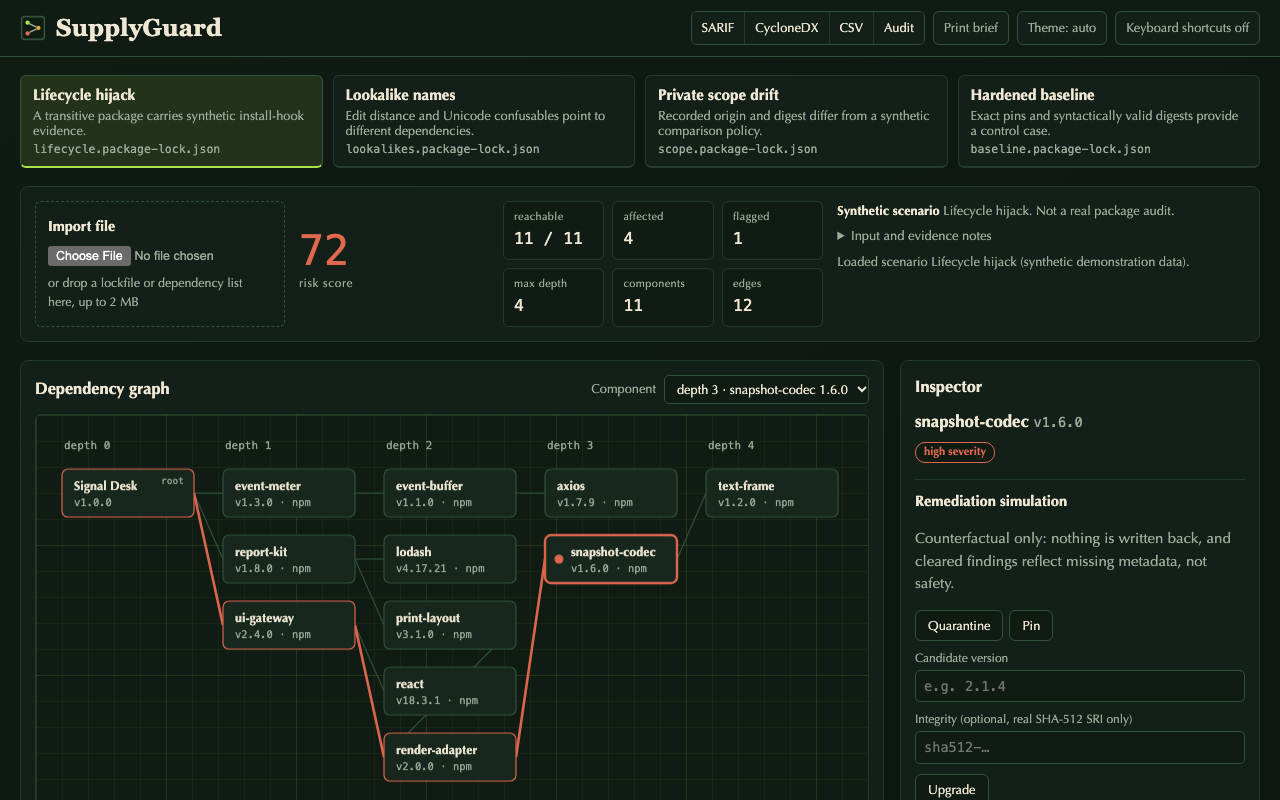 SupplyGuard
SARIF
CycloneDX
CSV
Audit
Print brief
Theme: auto
Keyboard shortcuts off
Lifecycle hijack
A transitive package carries synthetic install-hook
evidence.
lifecycle.package-lock.json
Lookalike names
Edit distance and Unicode confusables point to
different dependencies.
lookalikes.package-lock.json
Private scope drift
Recorded origin and digest differ from a synthetic
comparison policy.
scope.package-lock.json
Hardened baseline
Exact pins and syntactically valid digests provide
a control case.
baseline.package-lock.json
Import file
Choose File No file chosen
or drop a lockfile or dependency list
here, up to 2 MB
72
risk score
reachable
11 / 11
affected
4
flagged
1
max depth
4
components
11
edges
12
Synthetic scenario Lifecycle hijack. Not a real package audit.
▶ Input and evidence notes
Loaded scenario Lifecycle hijack (synthetic demonstration data).
Dependency graph
Component
depth 3 · snapshot-codec 1.6.0
depth 0
depth 1
depth 2
depth 3
depth 4
Signal Desk
root
v1.0.0
event-meter
v1.3.0 · npm
event-buffer
v1.1.0 · npm
axios
v1.7.9 · npm
text-frame
v1.2.0 · npm
report-kit
v1.8.0 · npm
lodash
v4.17.21 · npm
snapshot-codec
v1.6.0 · npm
ui-gateway
v2.4.0 · npm
print-layout
v3.1.0 · npm
react
v18.3.1 · npm
render-adapter
v2.0.0 · npm
Inspector
snapshot-codec v1.6.0
high severity
Remediation simulation
Counterfactual only: nothing is written back, and
cleared findings reflect missing metadata, not
safety.
Quarantine
Pin
Candidate version
e.g. 2.1.4
Integrity (optional, real SHA-512 SRI only)
sha512-…
Upgrade